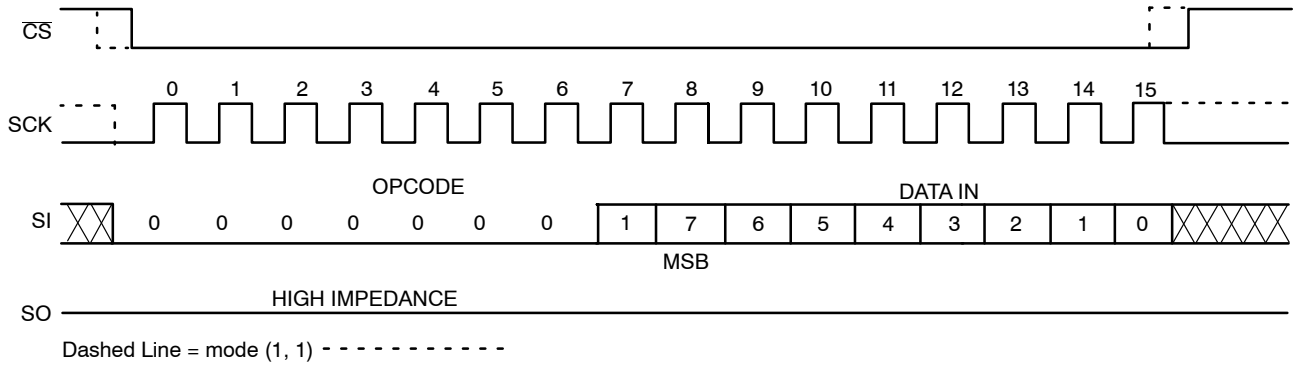 CS
0 1 2 3 4 5 6 7 8 9 10 11 12 13 14 15
SCK
OPCODE DATA IN
SI 0 0 0 0 0 0 0 1 7 6 5 4 3 2 1 0
MSB
HIGH IMPEDANCE
SO
Dashed Line = mode (1, 1)